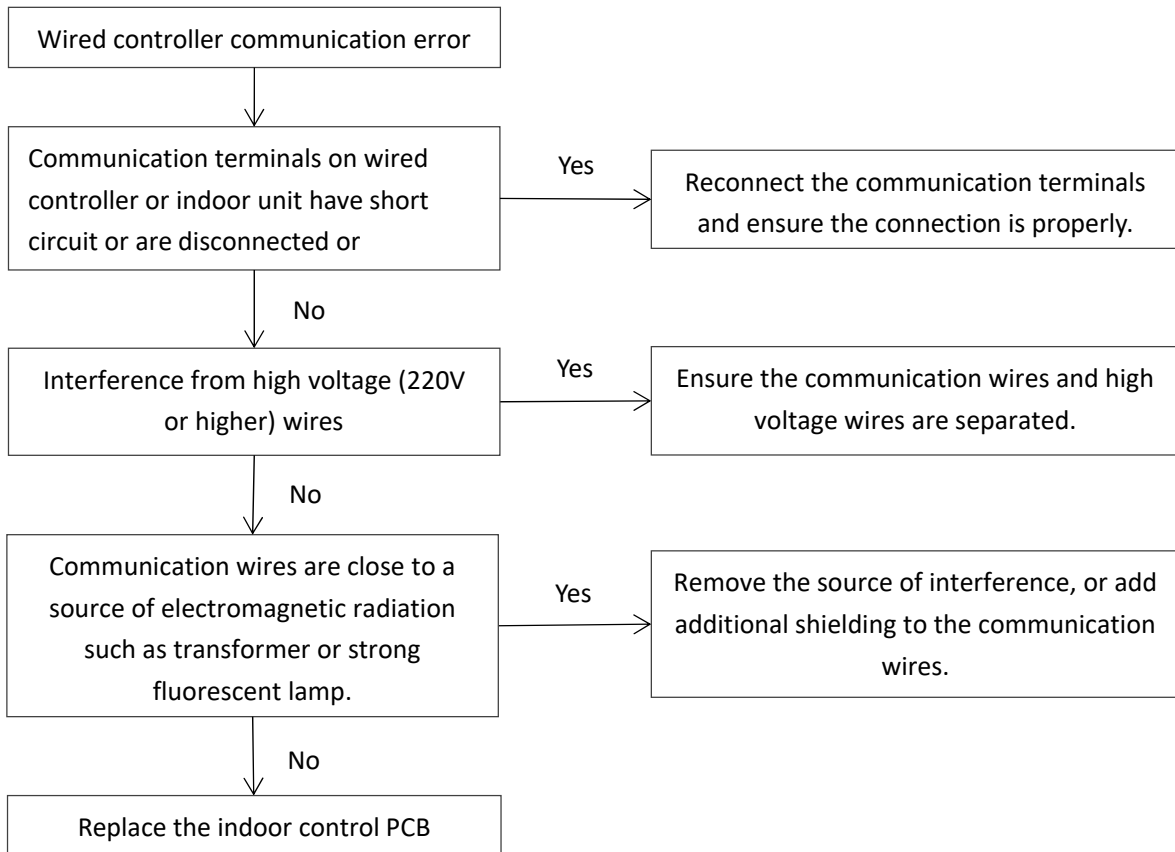 Wired controller communication error
Communication terminals on wired
controller or indoor unit have short
circuit or are disconnected or
Yes
Reconnect the communication terminals
and ensure the connection is properly.
No
Interference from high voltage (220V
or higher) wires
Yes
Ensure the communication wires and high
voltage wires are separated.
No
Communication wires are close to a
source of electromagnetic radiation
such as transformer or strong
fluorescent lamp.
Yes
Remove the source of interference, or add
additional shielding to the communication
wires.
No
Replace the indoor control PCB